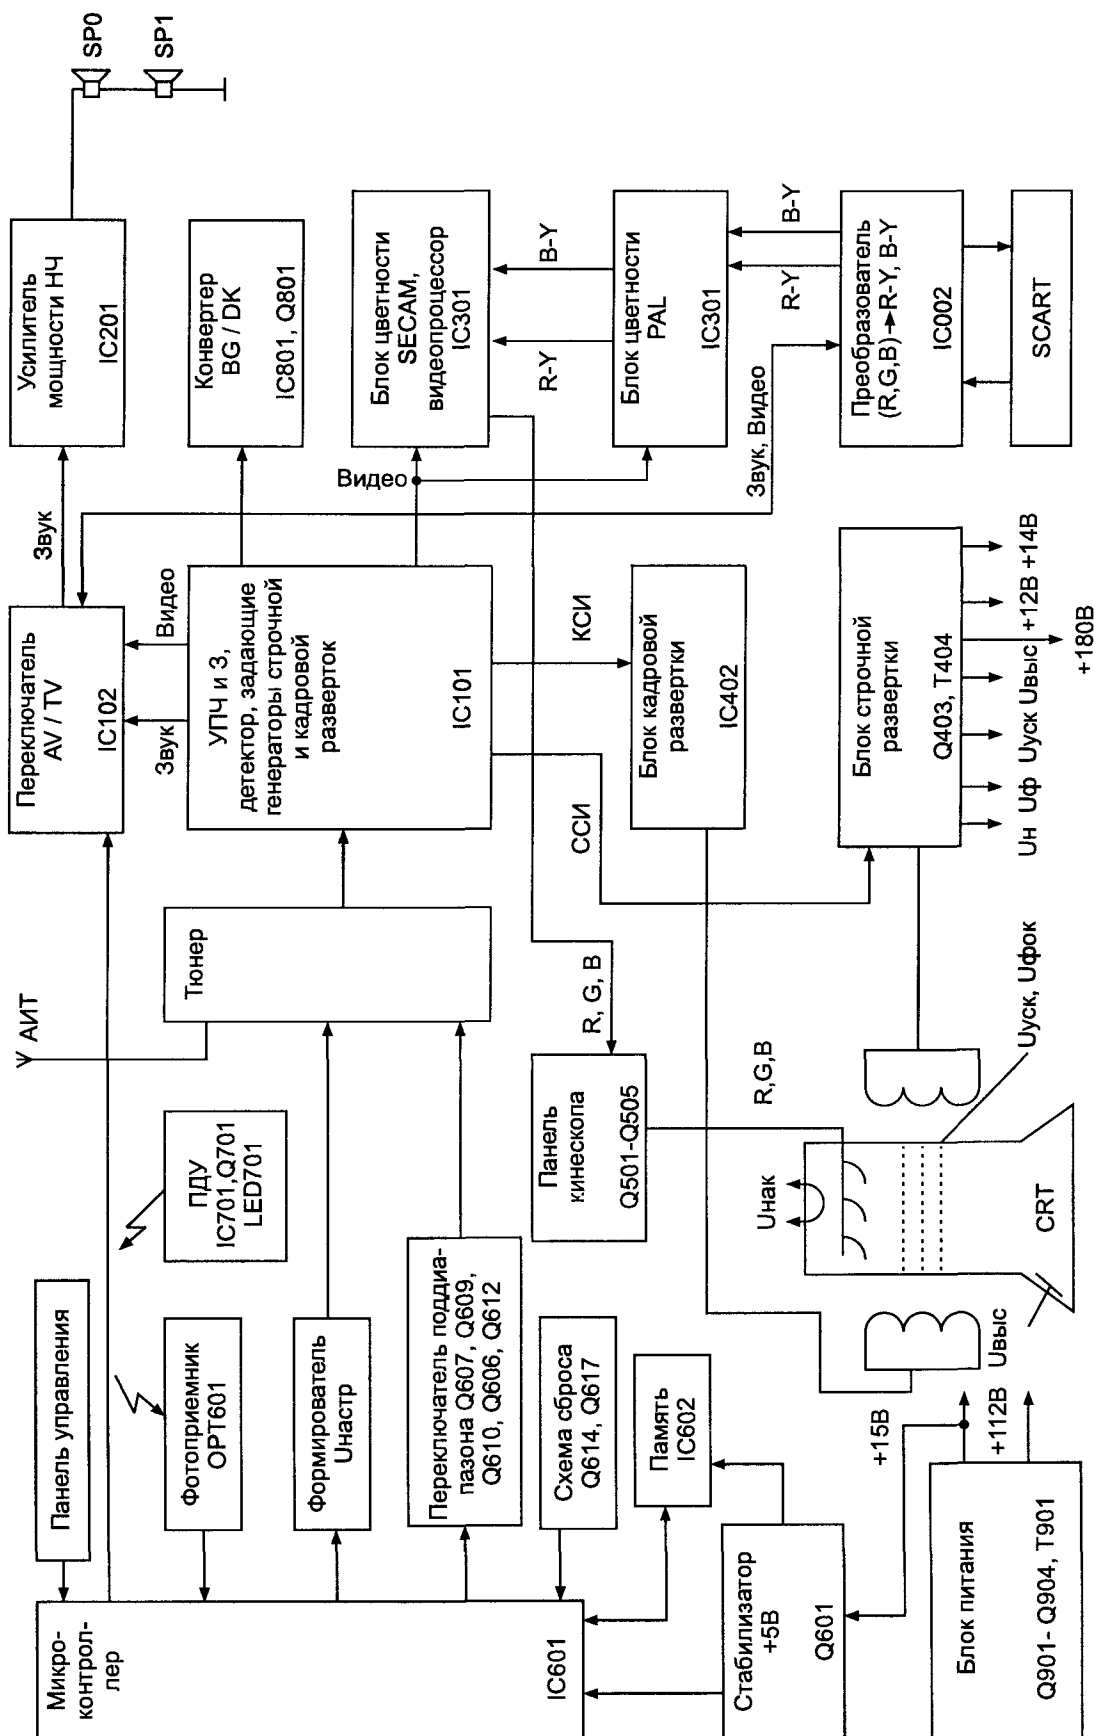 Микро-
контрол-
лер
IC601
Панель управления
Фотоприемник
OPT601
ПДУ
IC701,Q701
LED701
Формирователь
Uнастр
Переключатель поддиа-
пазона Q607, Q609,
Q610, Q606, Q612
Схема сброса
Q614, Q617
Память
IC602
Стабилизатор
+5В
Q601
Блок питания
Q901- Q904, T901
+15В
+112В
АИТ
Тюнер
Переключатель
AV / TV
IC102
Звук
Видео
Звук
УПЧ и З,
детектор, задающие
генераторы строчной
и кадровой
разверток
IC101
Усилитель
мощности НЧ
IC201
SP0
SP1
Конвертер
BG / DK
IC801, Q801
Видео
Блок цветности
SECAM,
видеопроцессор
IC301
R-Y
B-Y
Блок цветности
PAL
IC301
R-Y
B-Y
Звук, Видео
Преобразователь
(R,G,B)→R-Y, B-Y
IC002
SCART
ССИ
КСИ
Блок кадровой
развертки
IC402
Блок строчной
развертки
Q403, T404
Uн Uф Uуск Uвыс +12В +14В
+180В
R, G, B
Панель
кинескопа
Q501-Q505
R,G,B
Uнак
Uуск, Uфок
CRT
Uвыс